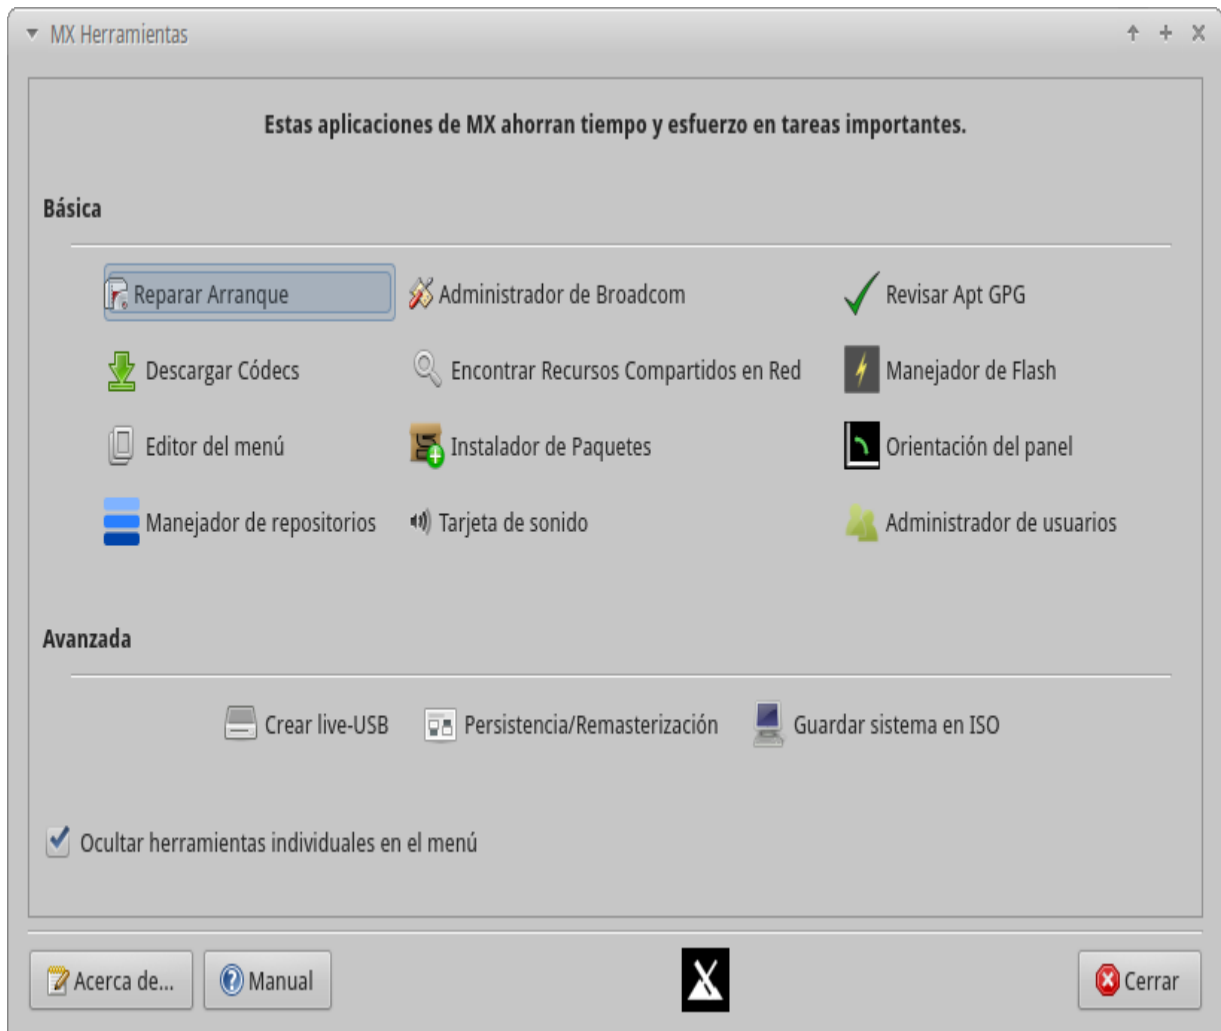 MX Herramientas
Estas aplicaciones de MX ahorran tiempo y esfuerzo en tareas importantes.
Básica
Reparar Arranque
Administrador de Broadcom
Revisar Apt GPG
Descargar Códecs
Encontrar Recursos Compartidos en Red
Manejador de Flash
Editor del menú
Instalador de Paquetes
Orientación del panel
Manejador de repositorios
Tarjeta de sonido
Administrador de usuarios
Avanzada
Crear live-USB
Persistencia/Remasterización
Guardar sistema en ISO
Ocultar herramientas individuales en el menú
Acerca de...
Manual
Cerrar